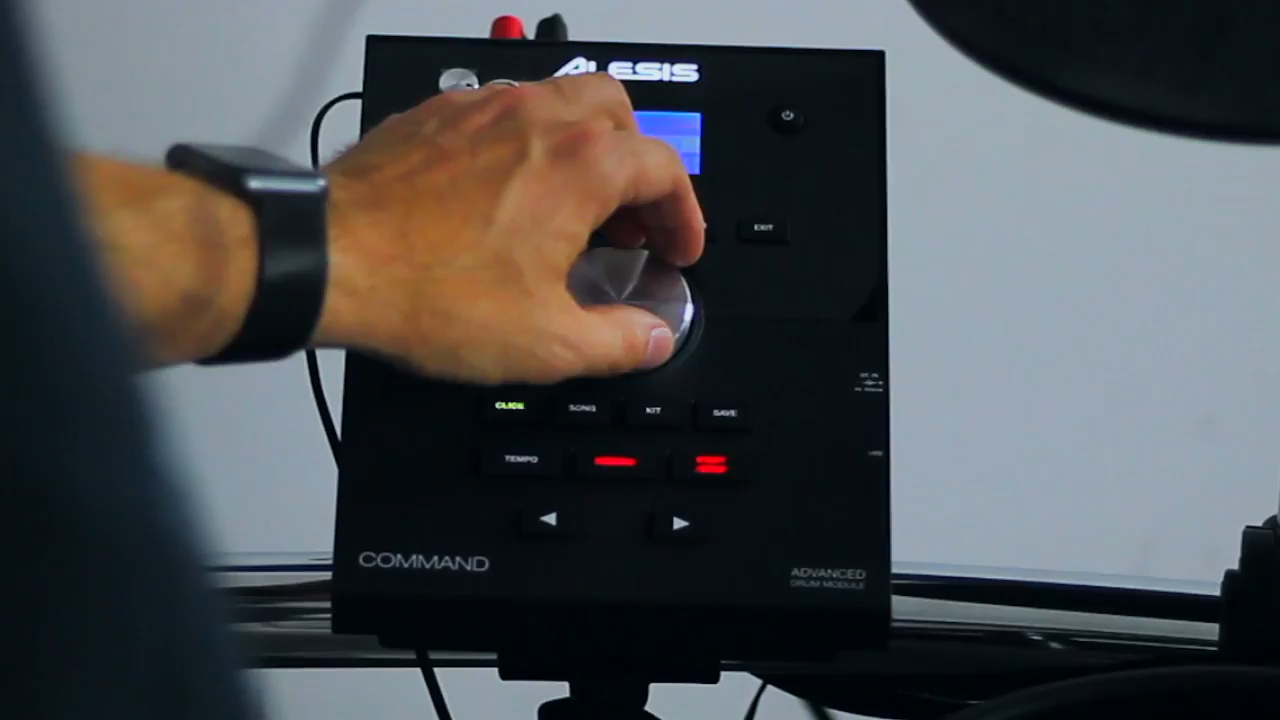 ALESIS
EXIT
CLICK SONG KIT SAVE
TEMPO
COMMAND
ADVANCED
DRUM MODULE